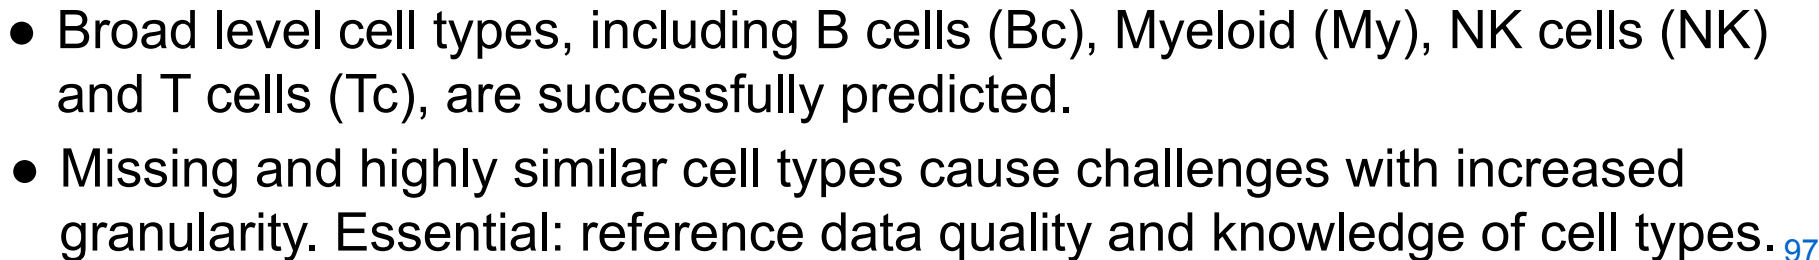 ● Broad level cell types, including B cells (Bc), Myeloid (My), NK cells (NK)
and T cells (Tc), are successfully predicted.
● Missing and highly similar cell types cause challenges with increased
granularity. Essential: reference data quality and knowledge of cell types. 97